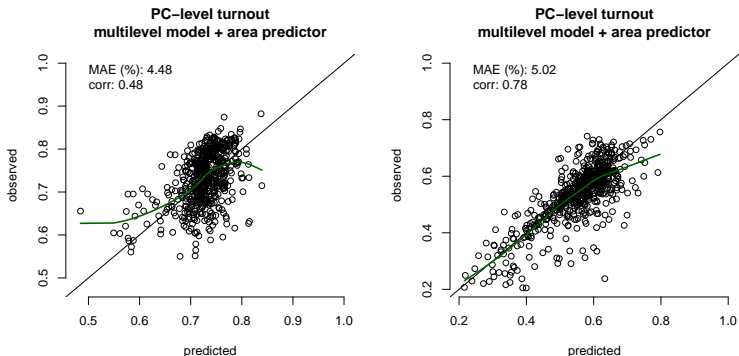 PC−level turnout
multilevel model + area predictor
MAE (%): 4.48
corr: 0.48
observed
1.0
0.9
0.8
0.7
0.6
0.5
0.5 0.6 0.7 0.8 0.9 1.0
predicted
PC−level turnout
multilevel model + area predictor
MAE (%): 5.02
corr: 0.78
observed
1.0
0.8
0.6
0.4
0.2
0.2 0.4 0.6 0.8 1.0
predicted